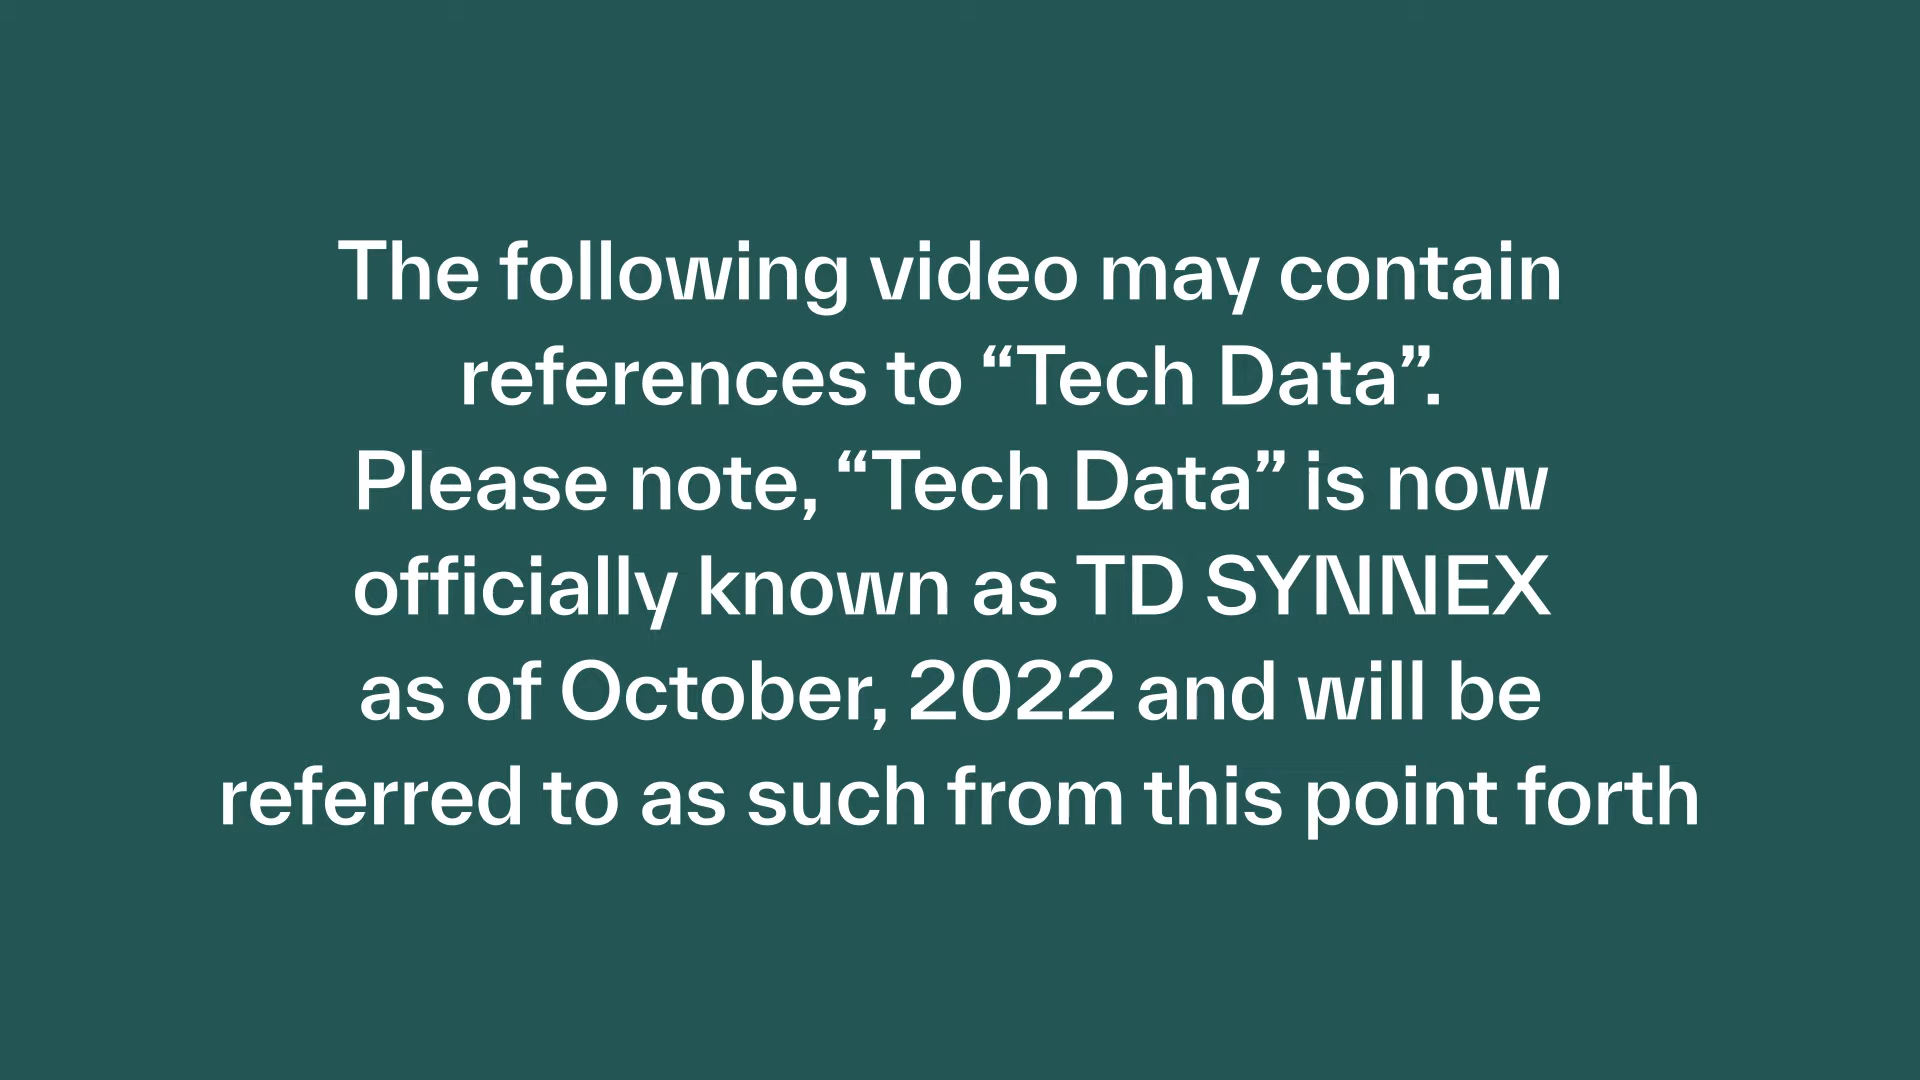 The following video may contain
references to “Tech Data”.
Please note, “Tech Data” is now
officially known as TD SYNNEX
as of October, 2022 and will be
referred to as such from this point forth